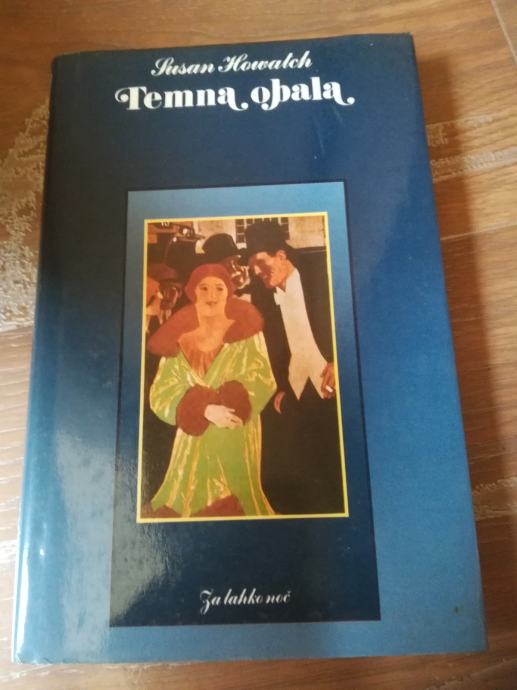 Susan Howatch
Temna obala
Za lahko noč